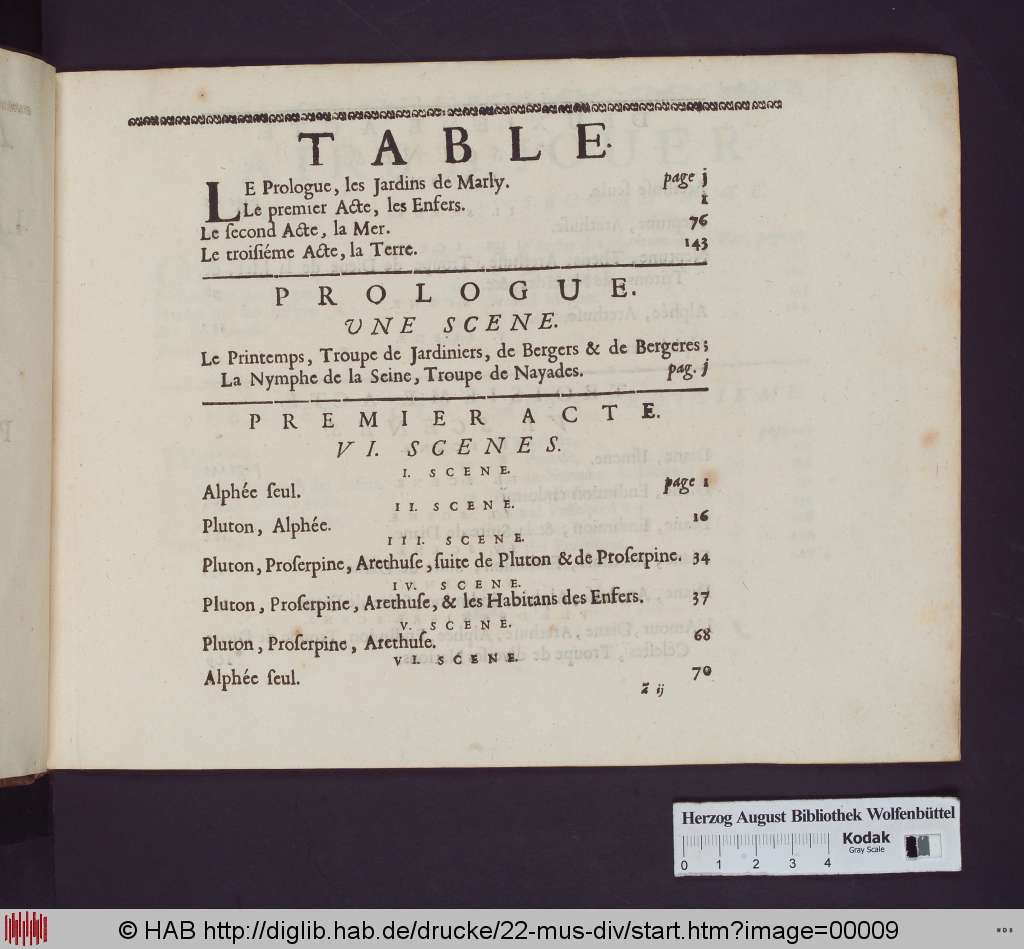 TABLE.
LE Prologue, les Jardins de Marly. page j
Le premier Acte, les Enfers. 1
Le ſecond Acte, la Mer. 76
Le troiſiéme Acte, la Terre. 143
PROLOGUE.
UNE SCENE.
Le Printemps, Troupe de Jardiniers, de Bergers & de Bergeres;
La Nymphe de la Seine, Troupe de Nayades. pag. j
PREMIER ACTE.
VI. SCENES.
I. SCENE.
Alphée ſeul. page 1
II. SCENE.
Pluton, Alphée. 16
III. SCENE.
Pluton, Proſerpine, Arethuſe, ſuite de Pluton & de Proſerpine. 34
IV. SCENE.
Pluton, Proſerpine, Arethuſe, & les Habitans des Enfers. 37
V. SCENE.
Pluton, Proſerpine, Arethuſe. 68
VI. SCENE.
Alphée ſeul. 70
ij
Herzog August Bibliothek Wolfenbüttel
Kodak
Gray Scale
0 1 2 3 4
© HAB http://diglib.hab.de/drucke/22-mus-div/start.htm?image=00009